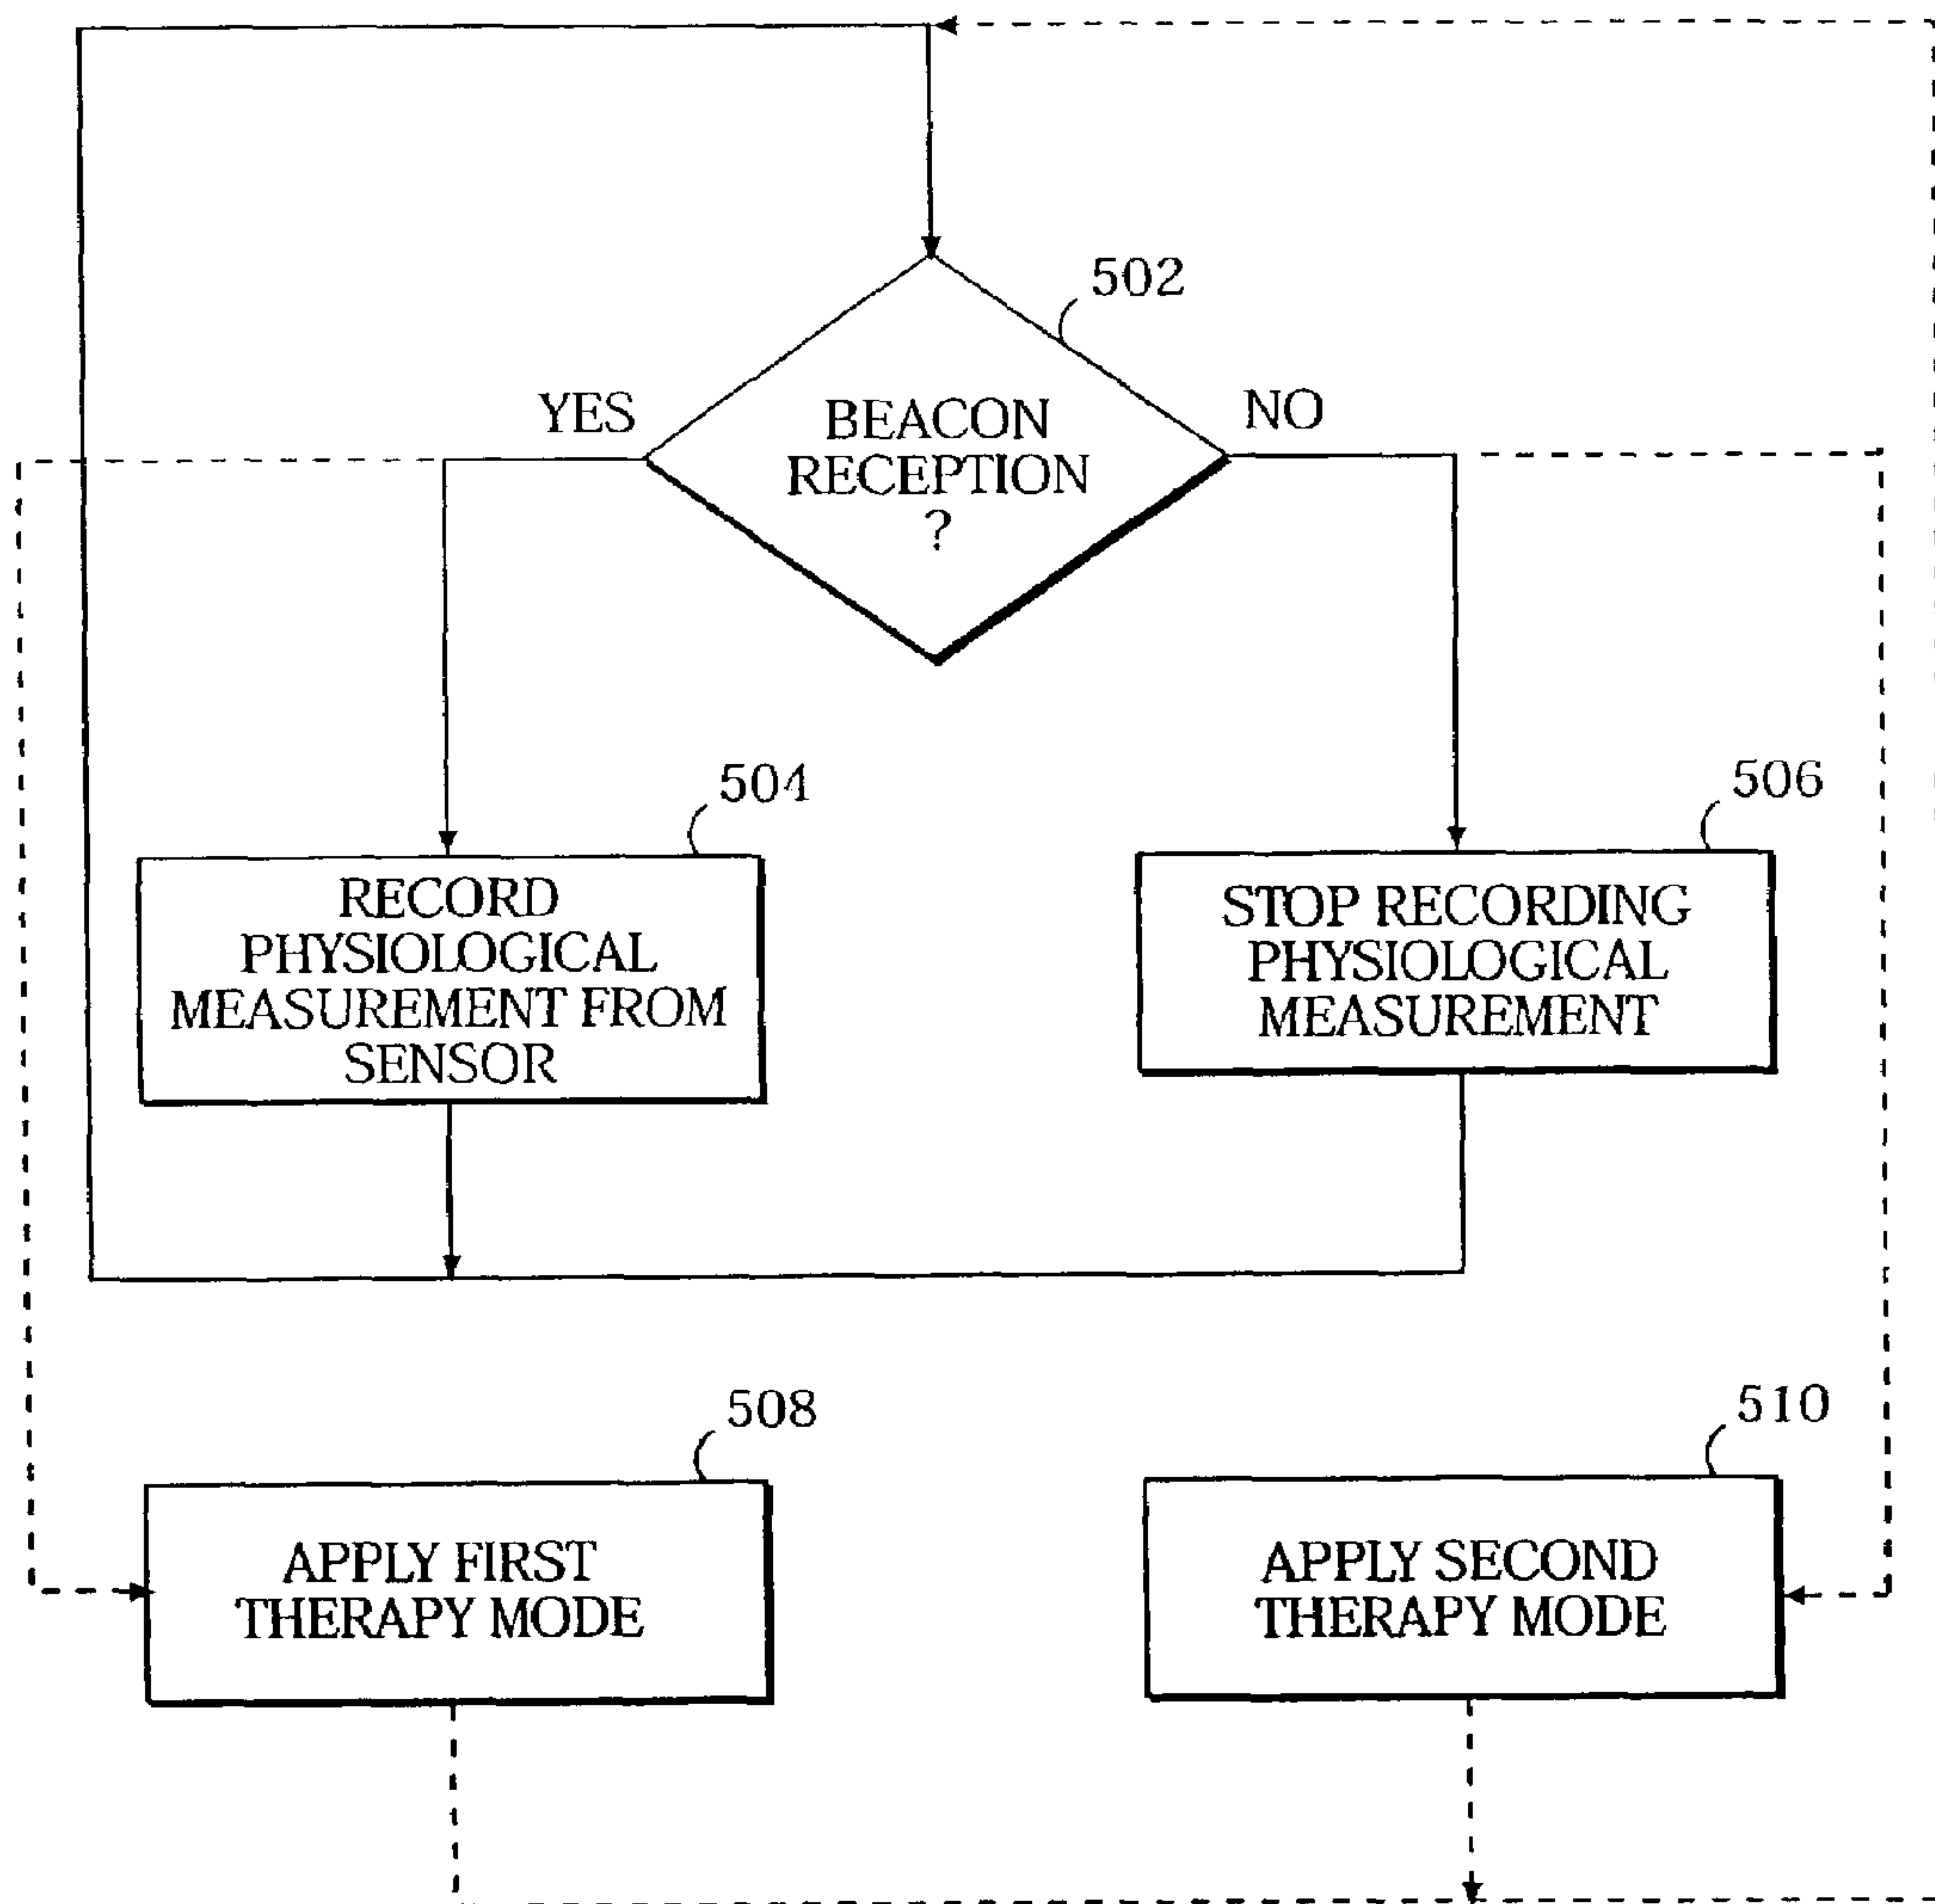 502
YES
BEACON
RECEPTION
?
NO
504
RECORD
PHYSIOLOGICAL
MEASUREMENT FROM
SENSOR
506
STOP RECORDING
PHYSIOLOGICAL
MEASUREMENT
508
APPLY FIRST
THERAPY MODE
510
APPLY SECOND
THERAPY MODE